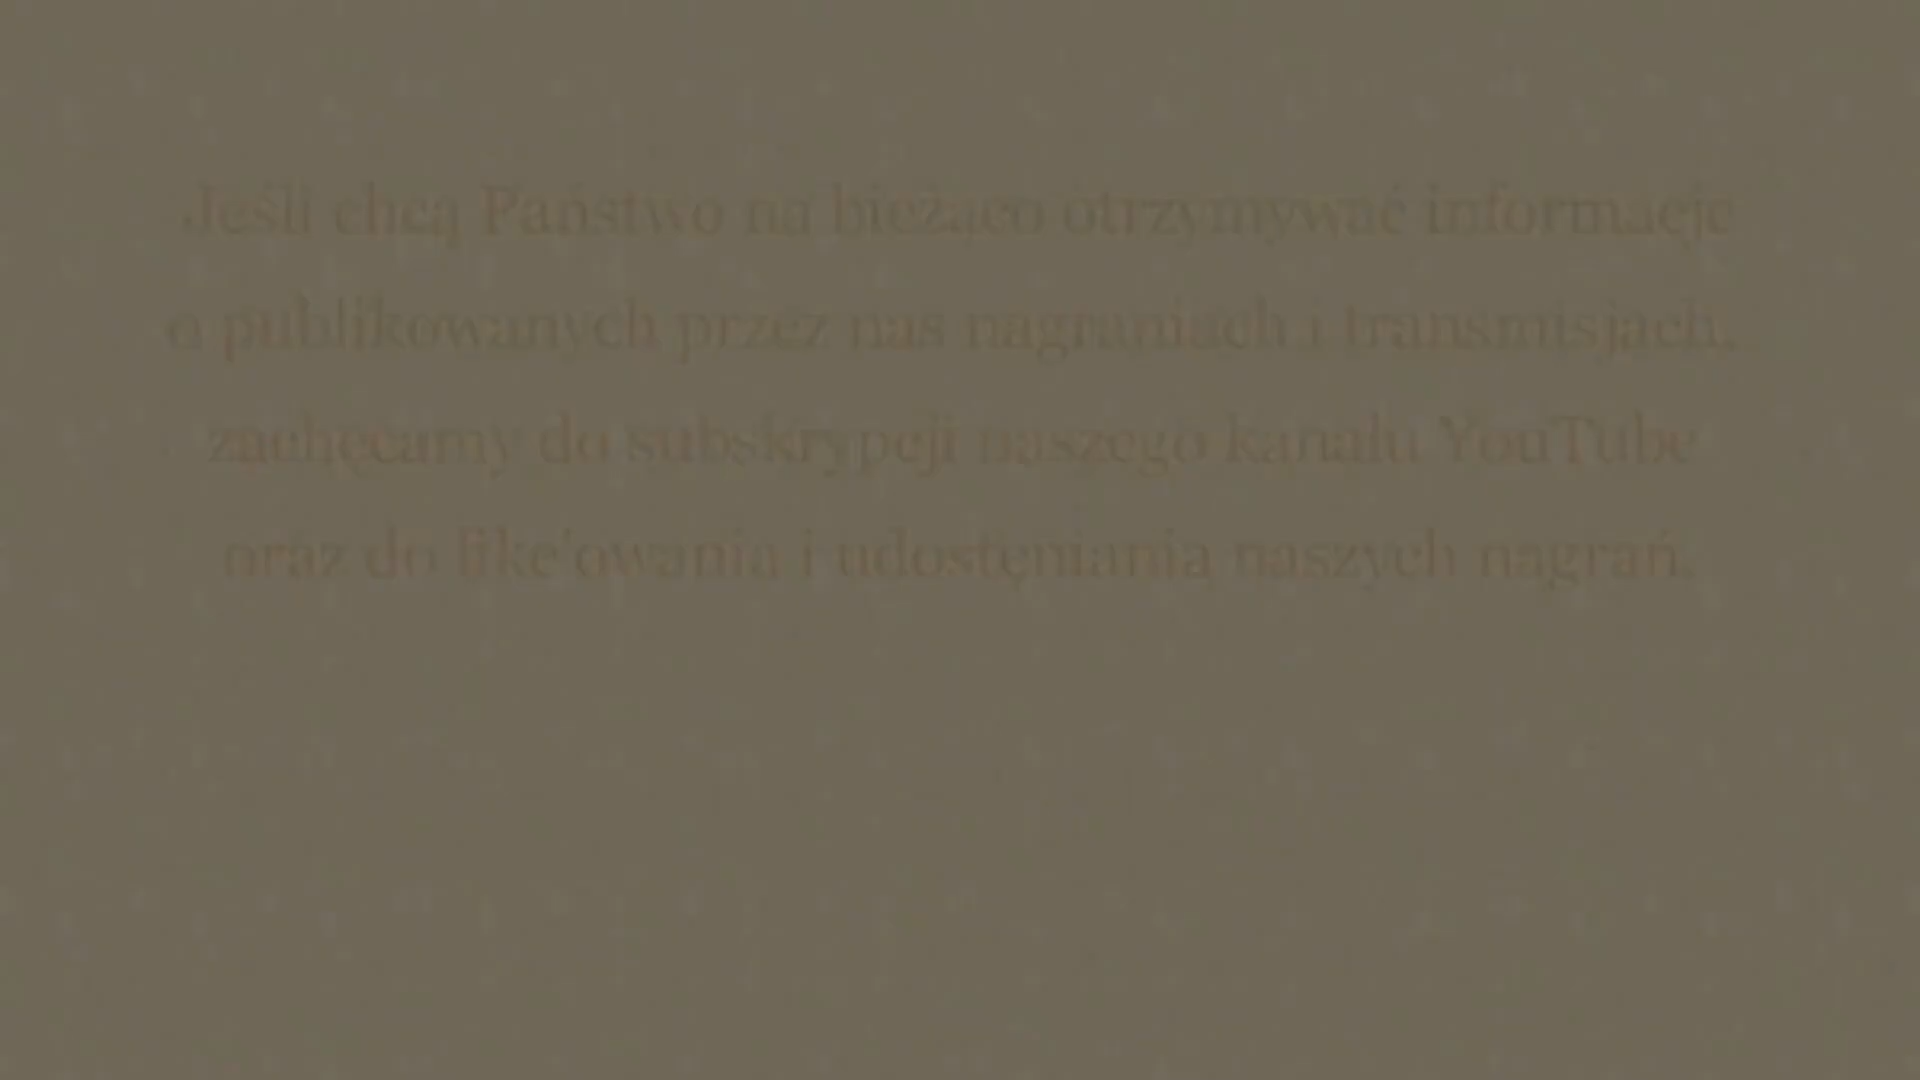 Jeśli chcą Państwo na bieżąco otrzymywać informacje
o publikowanych przez nas nagraniach i transmisjach,
zachęcamy do subskrypcji naszego kanału YouTube
oraz do like'owania i udostęniania naszych nagrań.